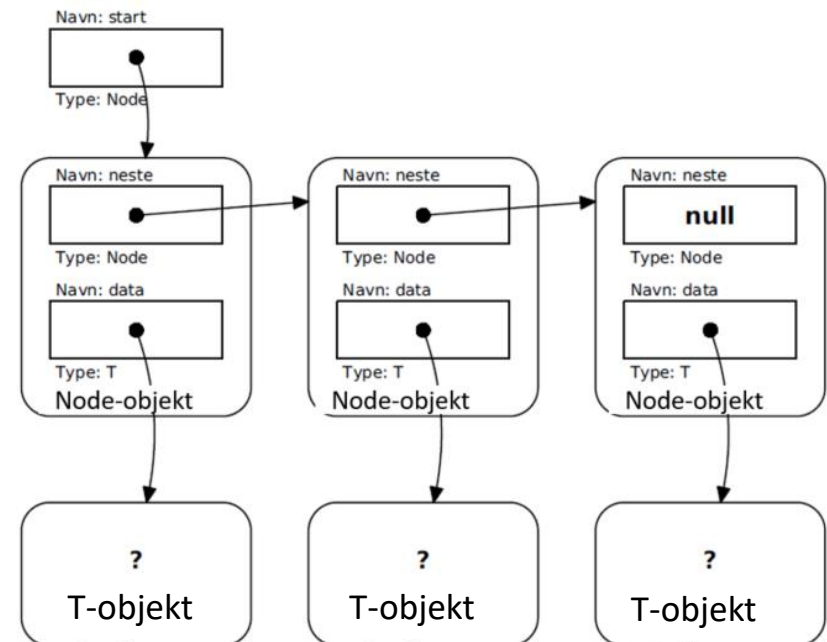 Navn: start
Type: Node
Navn: neste
Type: Node
Navn: data
Type: T
Node-objekt
Navn: neste
Type: Node
Navn: data
Type: T
Node-objekt
Navn: neste
null
Type: Node
Navn: data
Type: T
Node-objekt
?
T-objekt
?
T-objekt
?
T-objekt